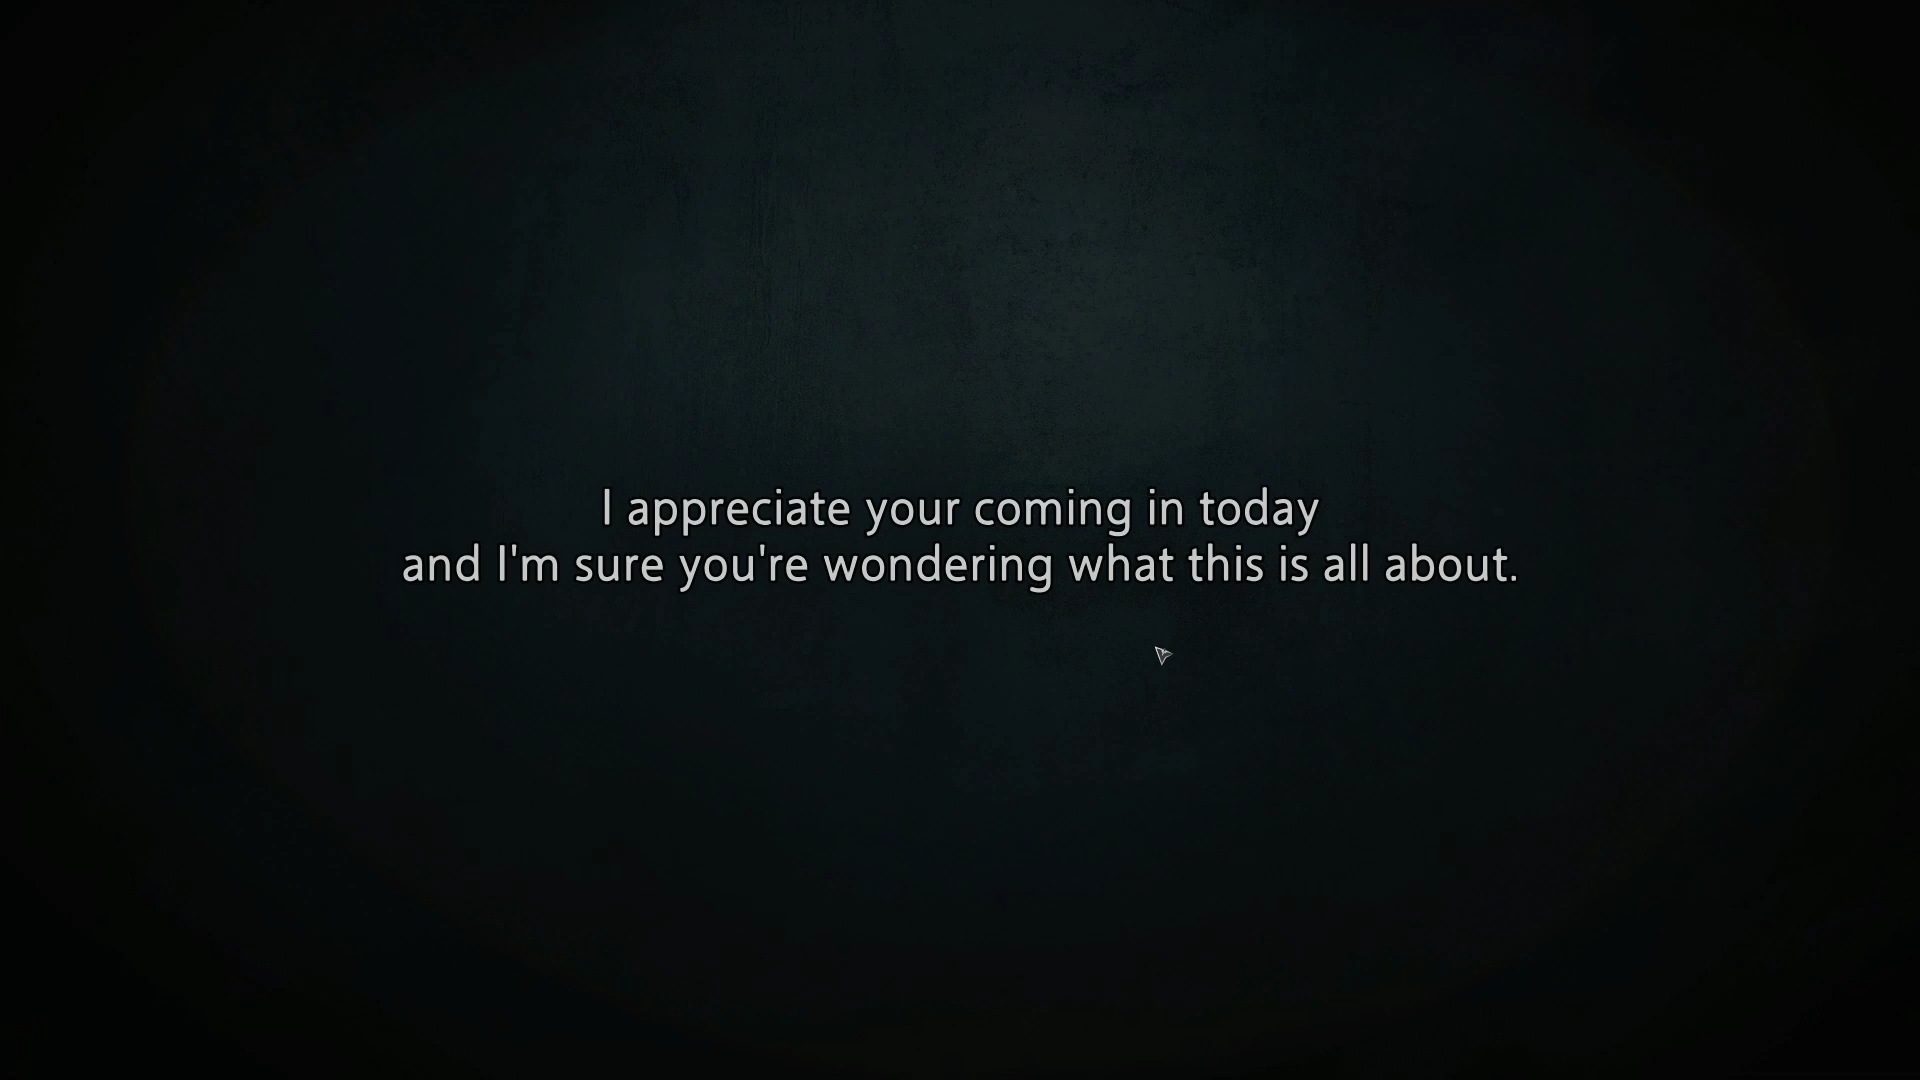 I appreciate your coming in today
and I'm sure you're wondering what this is all about.